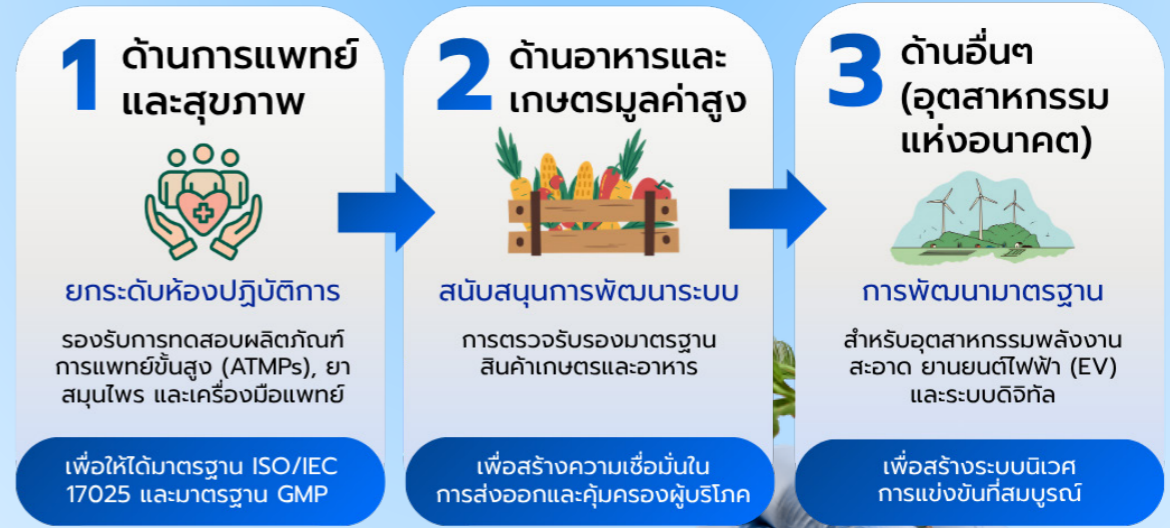 1
ด้านการแพทย์
และสุขภาพ
ยกระดับห้องปฏิบัติการ
รองรับการทดสอบผลิตภัณฑ์
การแพทย์ขั้นสูง (ATMPs), ยา
สมุนไพร และเครื่องมือแพทย์
เพื่อให้ได้มาตรฐาน ISO/IEC
17025 และมาตรฐาน GMP
2
ด้านอาหารและ
เกษตรมูลค่าสูง
สนับสนุนการพัฒนาระบบ
การตรวจรับรองมาตรฐาน
สินค้าเกษตรและอาหาร
เพื่อสร้างความเชื่อมั่นใน
การส่งออกและคุ้มครองผู้บริโภค
3
ด้านอื่นๆ
(อุตสาหกรรม
แห่งอนาคต)
การพัฒนามาตรฐาน
สำหรับอุตสาหกรรมพลังงาน
สะอาด ยานยนต์ไฟฟ้า (EV)
และระบบดิจิทัล
เพื่อสร้างระบบนิเวศ
การแข่งขันที่สมบูรณ์